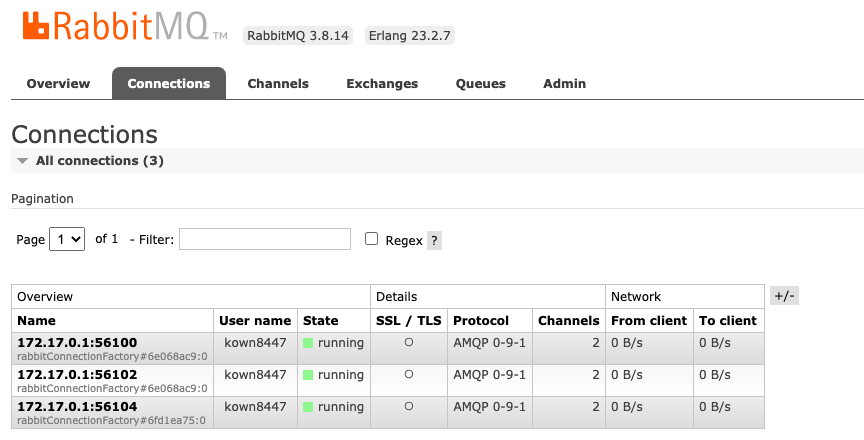 RabbitMQ TM RabbitMQ 3.8.14 Erlang 23.2.7
Overview Connections Channels Exchanges Queues Admin
Connections
All connections (3)
Pagination
Page 1 of 1 - Filter: Regex ?
Overview Details Network +/-
Name User name State SSL / TLS Protocol Channels From client To client
172.17.0.1:56100 kown8447 running ○ AMQP 0-9-1 2 0 B/s 0 B/s
rabbitConnectionFactory#6e068ac9:0
172.17.0.1:56102 kown8447 running ○ AMQP 0-9-1 2 0 B/s 0 B/s
rabbitConnectionFactory#6e068ac9:0
172.17.0.1:56104 kown8447 running ○ AMQP 0-9-1 2 0 B/s 0 B/s
rabbitConnectionFactory#6fd1ea75:0